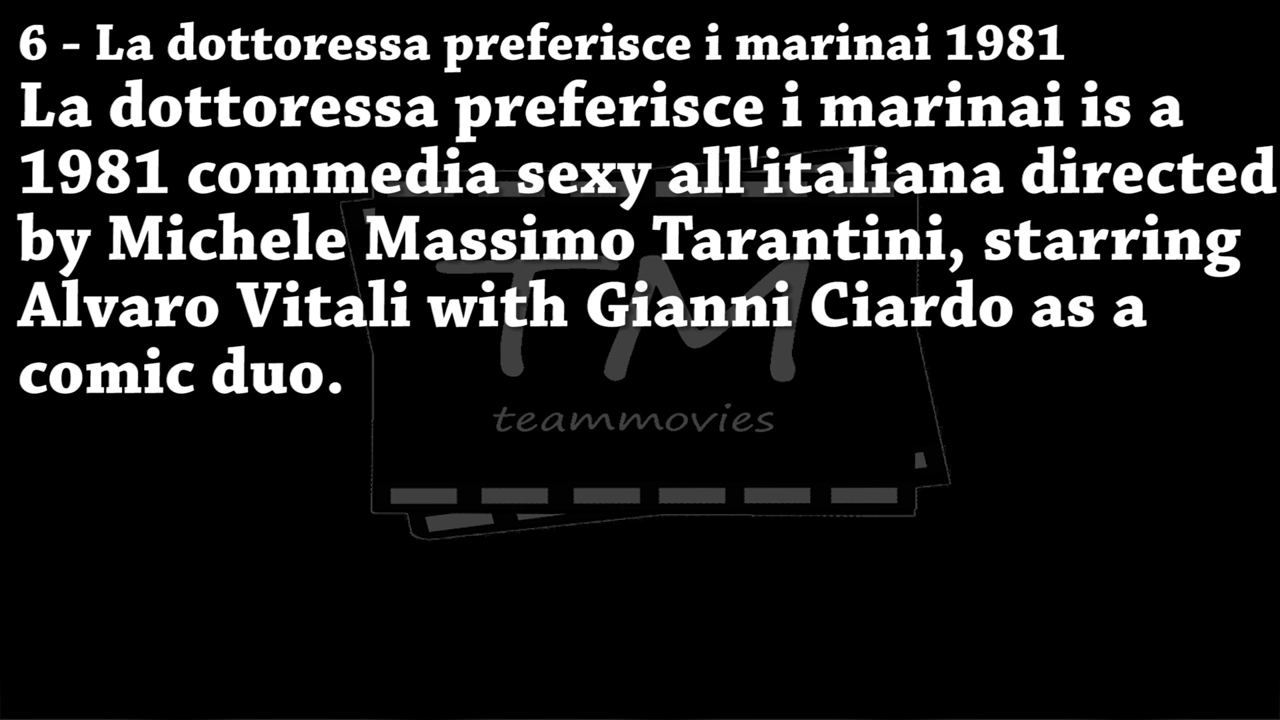 6 - La dottoressa preferisce i marinai 1981
La dottoressa preferisce i marinai is a
1981 commedia sexy all'italiana directed
by Michele Massimo Tarantini, starring
Alvaro Vitali with Gianni Ciardo as a
comic duo.
TM
teammovies